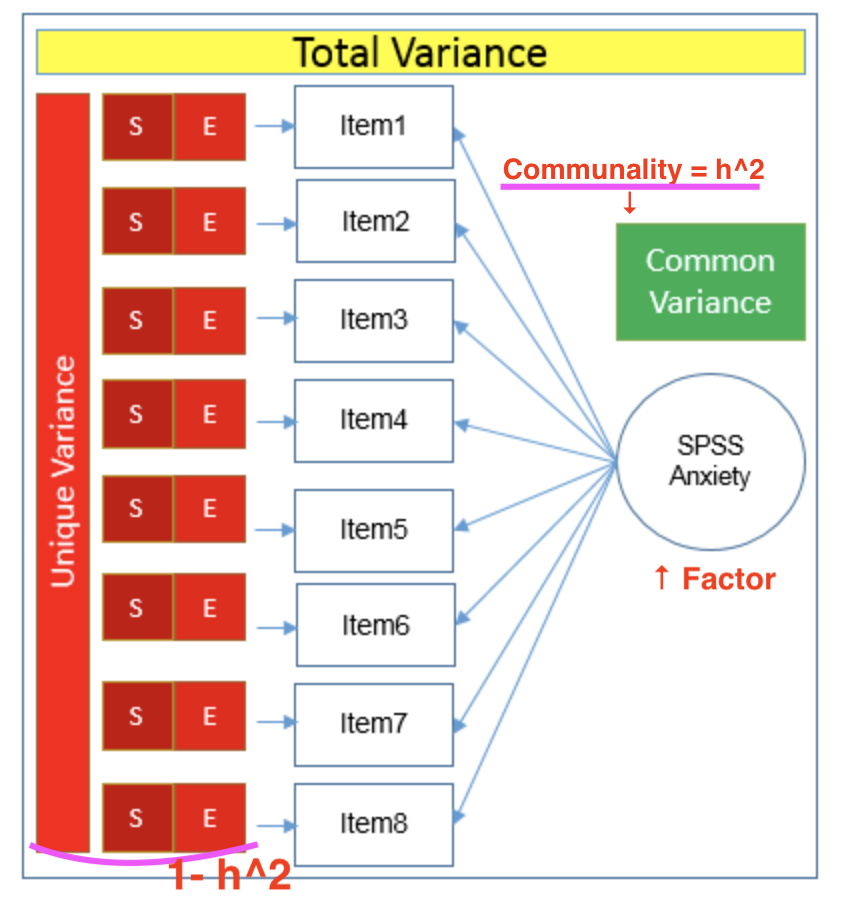 Total Variance
S E → Item1
Communality = h^2
↓
S E → Item2
Common
Variance
S E → Item3
S E → Item4
SPSS
Anxiety
Unique Variance
S E → Item5
↑ Factor
S E → Item6
S E → Item7
S E → Item8
1- h^2